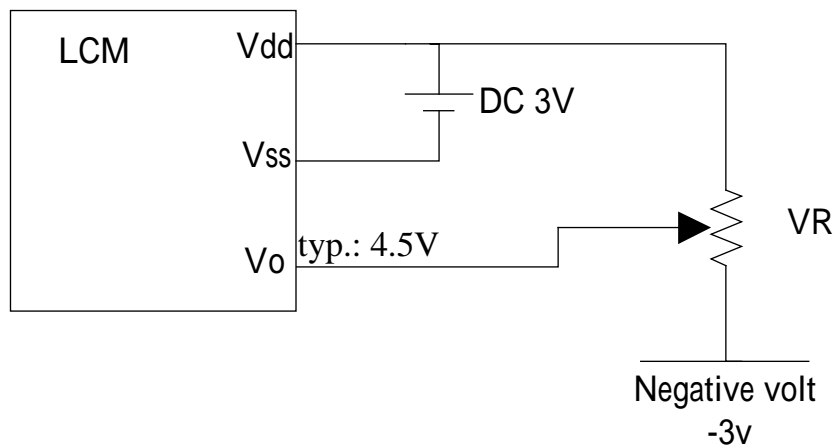 LCM
Vdd
DC 3V
Vss
typ.: 4.5V
Vo
VR
Negative volt
-3v